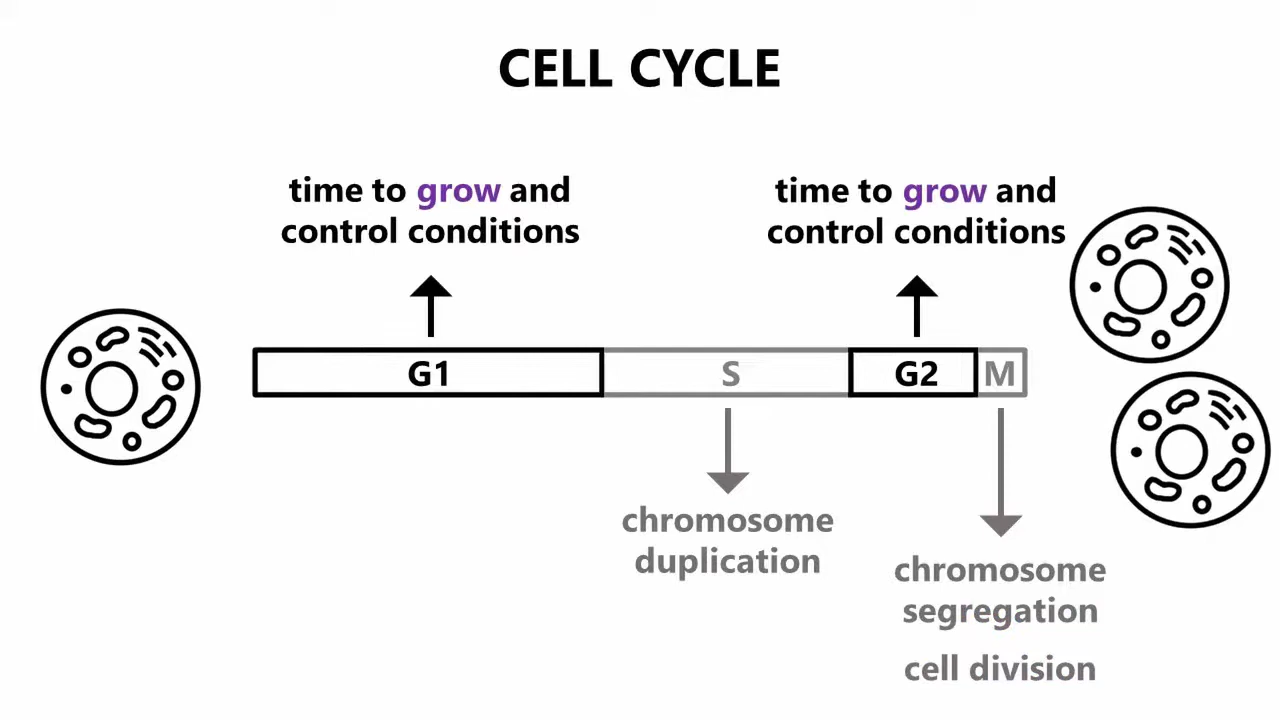 CELL CYCLE
time to grow and
control conditions
time to grow and
control conditions
G1
S
G2
M
chromosome
duplication
chromosome
segregation
cell division